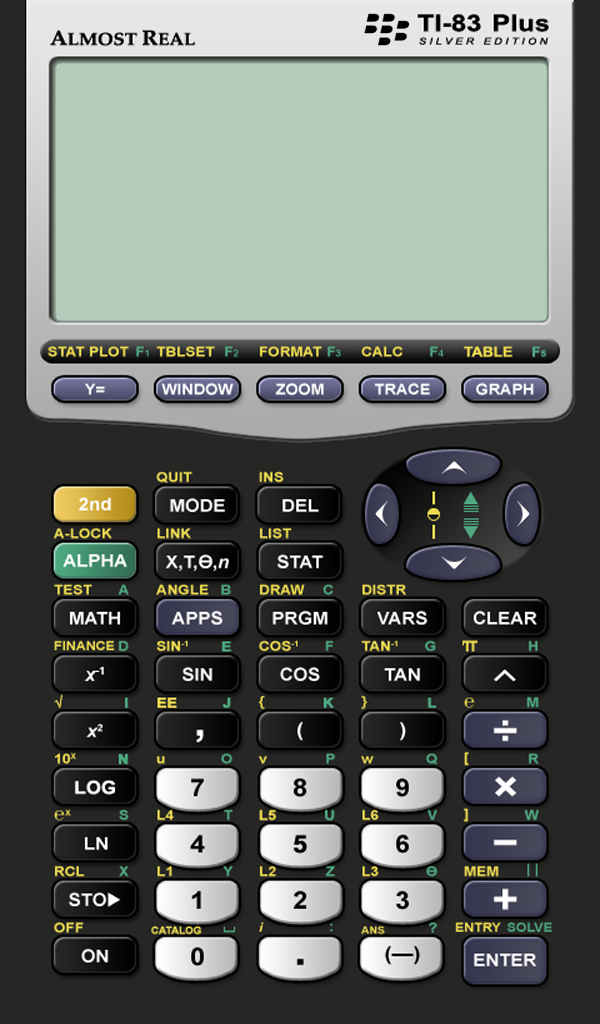 ALMOST REAL
TI-83 Plus
SILVER EDITION
STAT PLOT F1 TBLSET F2 FORMAT F3 CALC F4 TABLE F5
Y= WINDOW ZOOM TRACE GRAPH
QUIT INS
2nd MODE DEL
A-LOCK LINK LIST
ALPHA X,T,Θ,n STAT
TEST A ANGLE B DRAW C DISTR
MATH APPS PRGM VARS CLEAR
FINANCE D SIN⁻¹ E COS⁻¹ F TAN⁻¹ G π H
x⁻¹ SIN COS TAN ^
√ I EE J { K } L e M
x² , ( ) ÷
10ˣ N u O v P w Q [ R
LOG 7 8 9 ×
eˣ S L4 T L5 U L6 V ] W
LN 4 5 6 −
RCL X L1 Y L2 Z L3 θ MEM "
STO▶ 1 2 3 +
OFF CATALOG ⎵ i : ANS ? ENTRY SOLVE
ON 0 . (—) ENTER